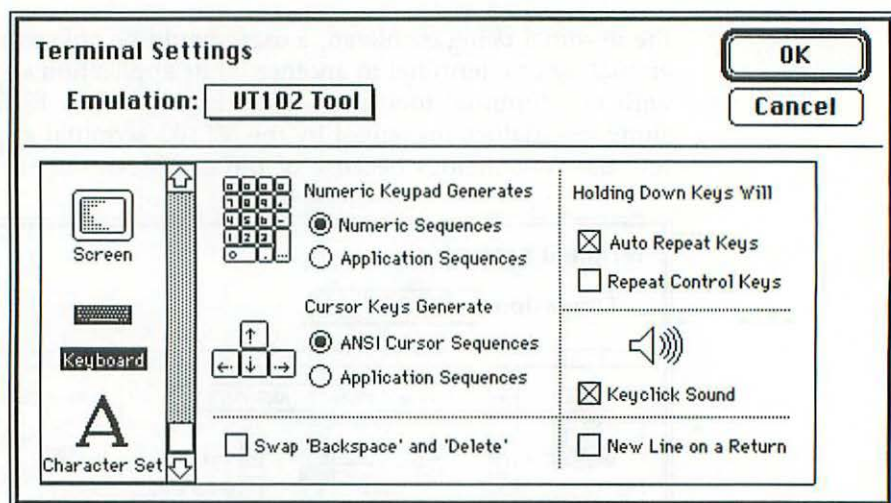 Terminal Settings
Emulation: VT102 Tool
OK
Cancel
Screen
Keyboard
A
Character Set
Numeric Keypad Generates
Numeric Sequences
Application Sequences
Cursor Keys Generate
ANSI Cursor Sequences
Application Sequences
Swap 'Backspace' and 'Delete'
Holding Down Keys Will
Auto Repeat Keys
Repeat Control Keys
Keyclick Sound
New Line on a Return